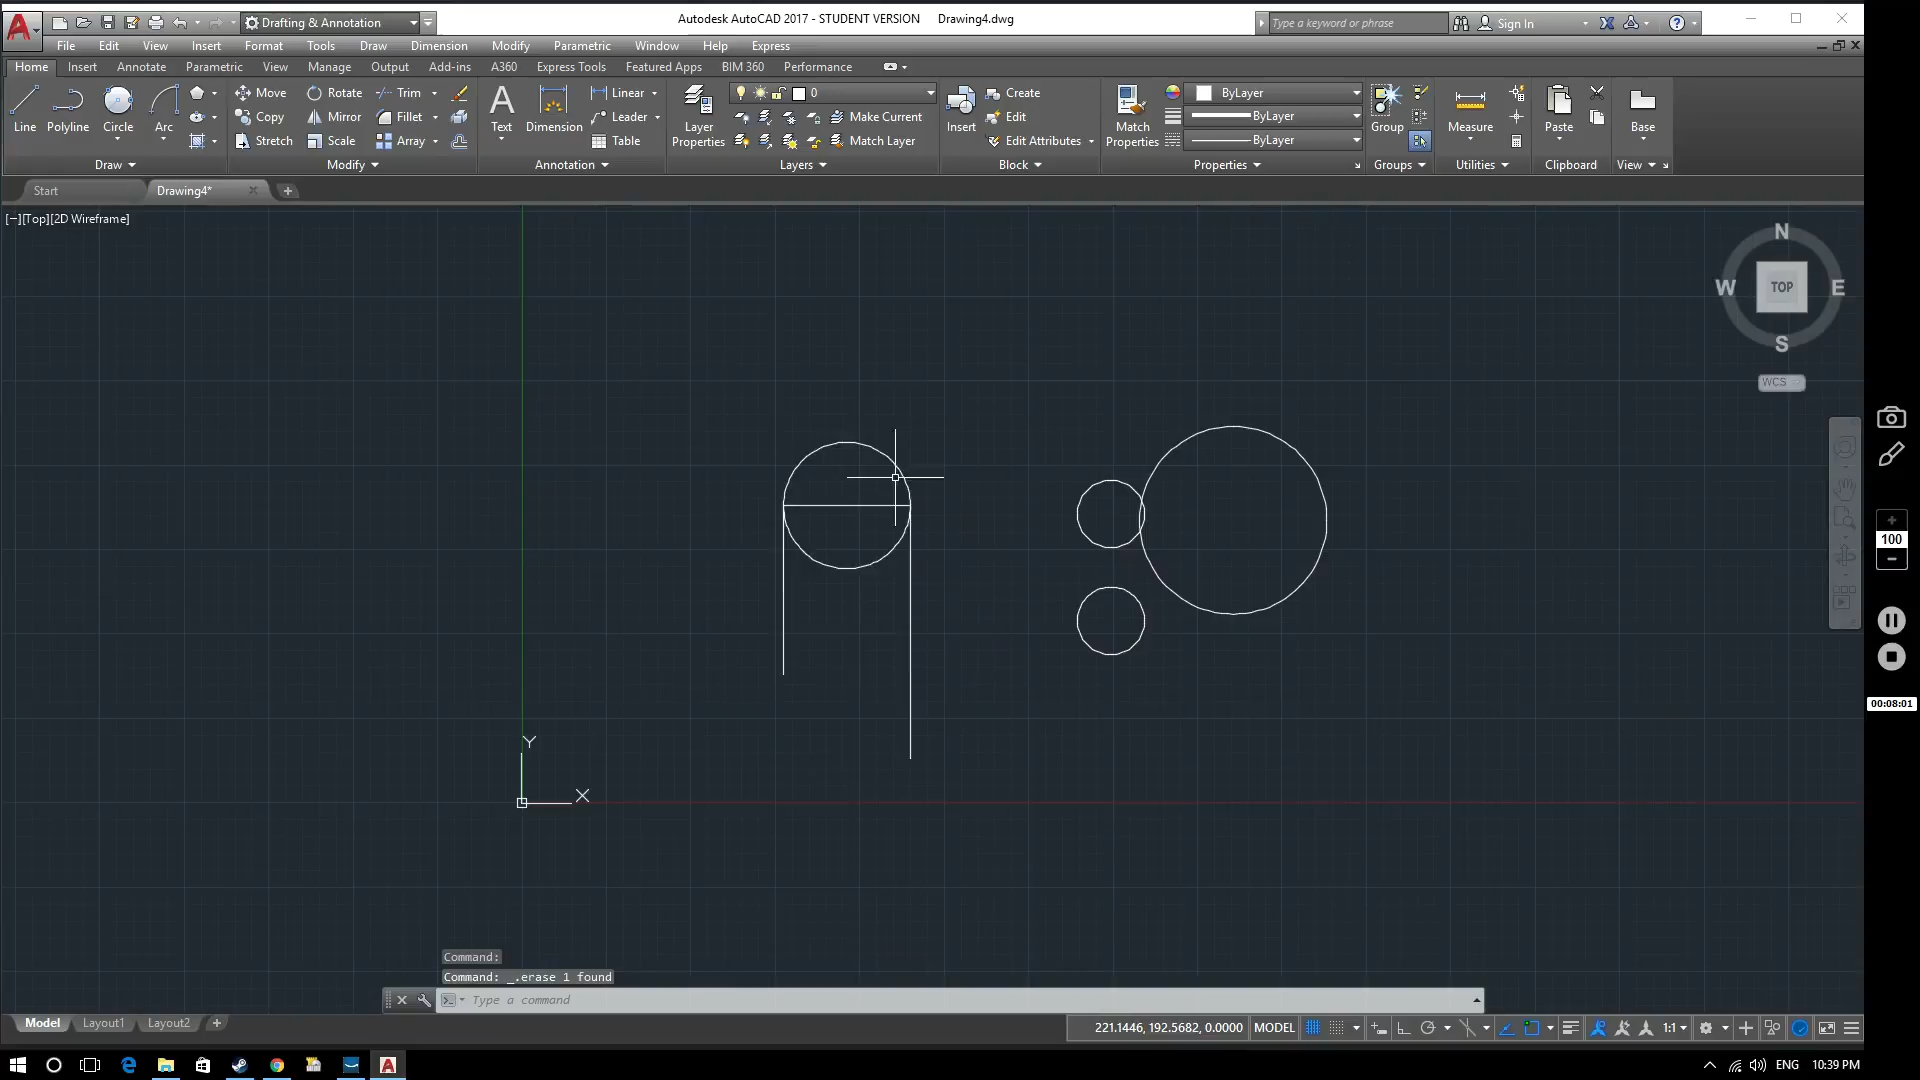 Drafting & Annotation
Autodesk AutoCAD 2017 - STUDENT VERSION Drawing4.dwg
Type a keyword or phrase
Sign In
File Edit View Insert Format Tools Draw Dimension Modify Parametric Window Help Express
Home Insert Annotate Parametric View Manage Output Add-ins A360 Express Tools Featured Apps BIM 360 Performance
Line Polyline Circle Arc
Move Rotate Trim
Copy Mirror Fillet
Stretch Scale Array
Text Dimension
Linear
Leader
Table
Layer Properties
0
Make Current
Match Layer
Insert
Create
Edit
Edit Attributes
Match Properties
ByLayer
ByLayer
ByLayer
Group
Measure
Paste
Base
Draw Modify Annotation Layers Block Properties Groups Utilities Clipboard View
Start Drawing4*
[−][Top][2D Wireframe]
N
W TOP E
S
WCS
100
00:08:01
Y
X
Command:
Command: _.erase 1 found
Type a command
Model Layout1 Layout2
221.1446, 192.5682, 0.0000 MODEL 1:1
ENG 10:39 PM